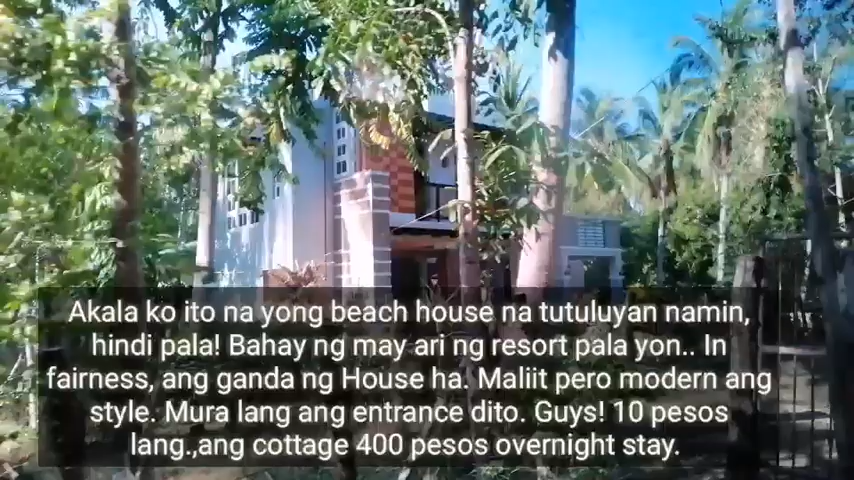 Akala ko ito na yong beach house na tutuluyan namin,
hindi pala! Bahay ng may ari ng resort pala yon.. In
fairness, ang ganda ng House ha. Maliit pero modern ang
style. Mura lang ang entrance dito. Guys! 10 pesos
lang.,ang cottage 400 pesos overnight stay.